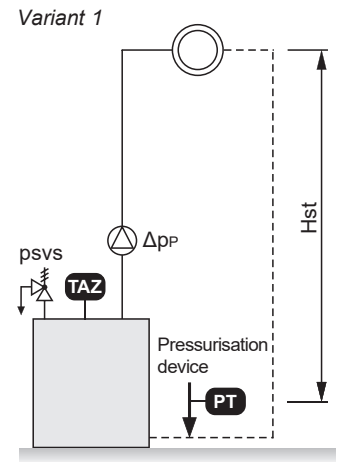 Variant 1
ΔpP
psvs
TAZ
Hst
Pressurisation
device
PT